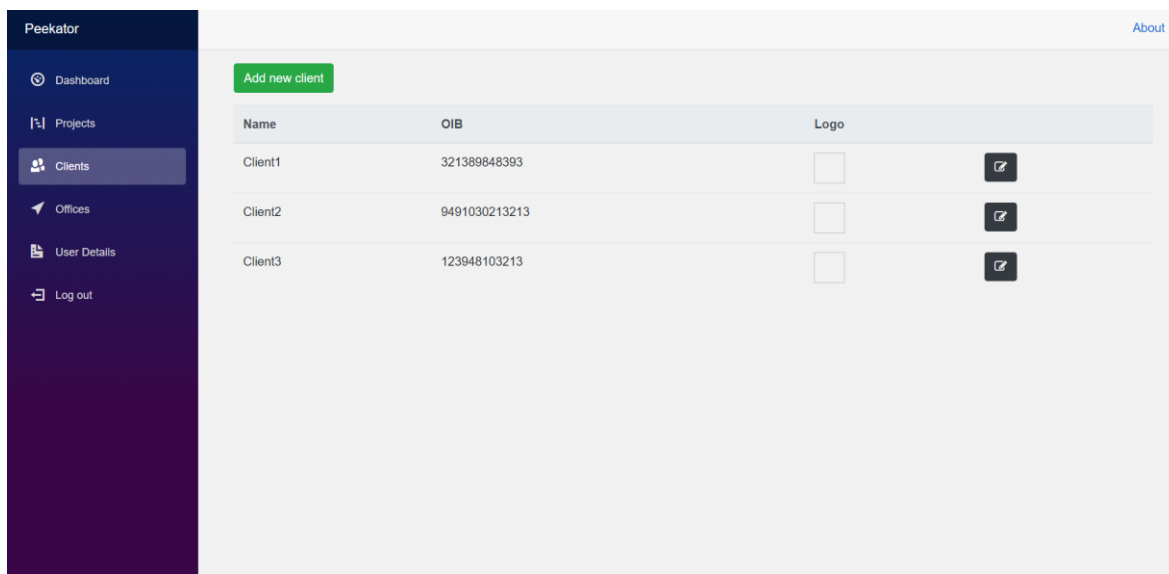 Peekator
About
Dashboard
Projects
Clients
Offices
User Details
Log out
Add new client
Name OIB Logo
Client1 321389848393
Client2 9491030213213
Client3 123948103213